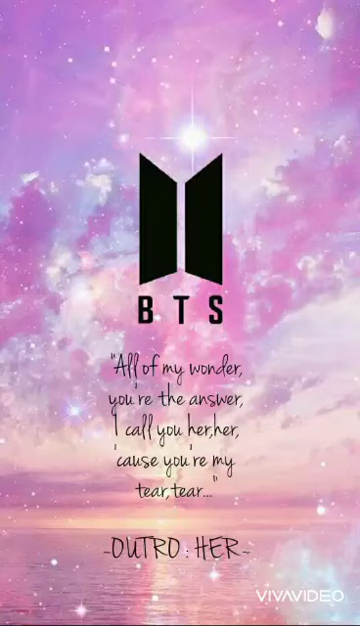 BTS
"All of my wonder,
you're the answer,
I call you her,her,
'cause you're my
tear,tear..."
~OUTRO : HER~
VIVAVIDEO